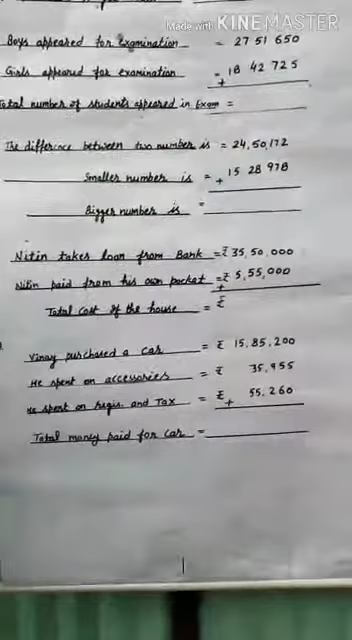 Made with KINEMASTER
Boys appeared for examination = 27 51 650
Girls appeared for examination = + 18 42 725
Total number of students appeared in Exam =
The difference between two number is = 24,50,172
Smaller number is = + 15 28 978
Bigger number is =
Nitin takes loan from Bank = ₹ 35,50,000
Nitin paid from his own pocket = ₹ + 5,55,000
Total cost of the house = ₹
Vinay purchased a car = ₹ 15,85,200
He spent on accessories = ₹ 35,955
He spent on regis. and Tax = ₹ + 55,260
Total money paid for car =